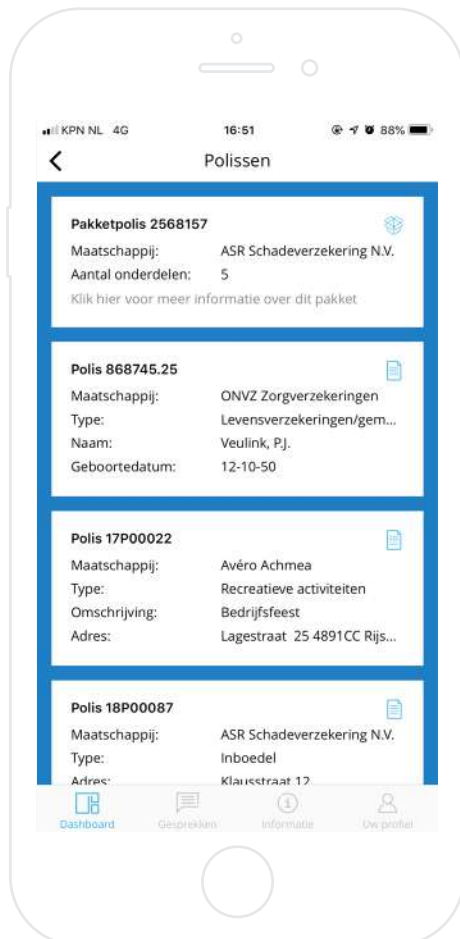 KPN NL 4G 16:51 88%
Polissen
Pakketpolis 2568157
Maatschappij: ASR Schadeverzekering N.V.
Aantal onderdelen: 5
Klik hier voor meer informatie over dit pakket
Polis 868745.25
Maatschappij: ONVZ Zorgverzekeringen
Type: Levensverzekeringen/gem...
Naam: Veulink, P.J.
Geboortedatum: 12-10-50
Polis 17P00022
Maatschappij: Avéro Achmea
Type: Recreatieve activiteiten
Omschrijving: Bedrijfsfeest
Adres: Lagestraat 25 4891CC Rijs...
Polis 18P00087
Maatschappij: ASR Schadeverzekering N.V.
Type: Inboedel
Adres: Klausstraat 12
Dashboard Gesprekken Informatie Uw profiel